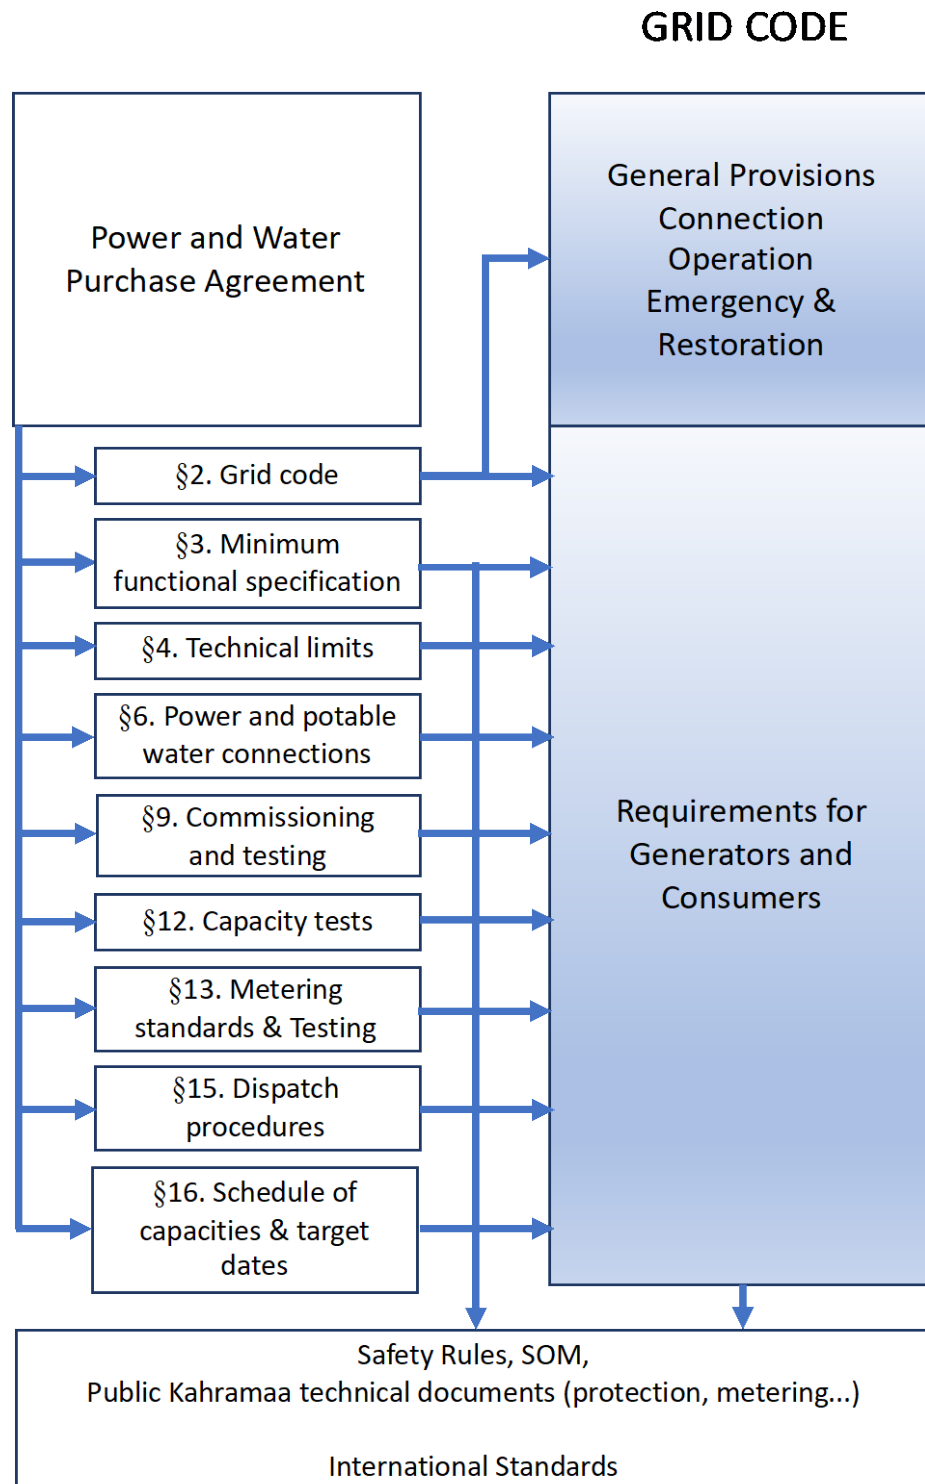 GRID CODE
Power and Water
Purchase Agreement
General Provisions
Connection
Operation
Emergency &
Restoration
§2. Grid code
§3. Minimum
functional specification
§4. Technical limits
§6. Power and potable
water connections
§9. Commissioning
and testing
§12. Capacity tests
§13. Metering
standards & Testing
§15. Dispatch
procedures
§16. Schedule of
capacities & target
dates
Requirements for
Generators and
Consumers
Safety Rules, SOM,
Public Kahramaa technical documents (protection, metering...)
International Standards